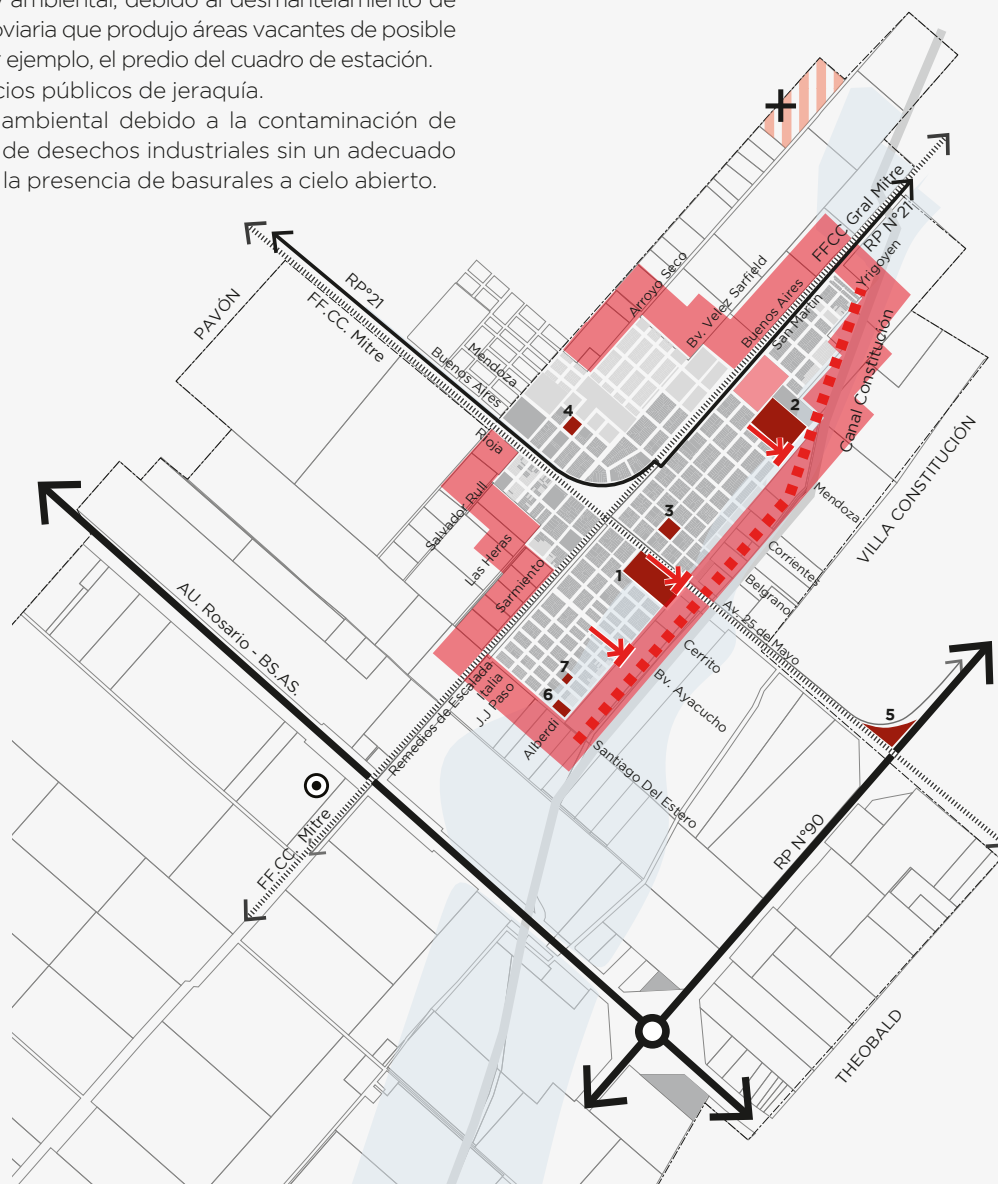 y ambiental, debido al desmantelamiento de
oviaria que produjo áreas vacantes de posible
r ejemplo, el predio del cuadro de estación.
cios públicos de jeraquía.
ambiental debido a la contaminación de
de desechos industriales sin un adecuado
la presencia de basurales a cielo abierto.
FFCC Gral Mitre
RP N°21
Yrigoyen
RP°21
FF.CC. Mitre
PAVÓN
Arroyo Seco
Bv. Velez Sarfield
Buenos Aires
San Martín
Canal Constitución
Mendoza
Buenos Aires
4
2
Rioja
Salvador Rull
Las Heras
Sarmiento
3
1
Mendoza
VILLA CONSTITUCIÓN
Corrientes
Belgrano
Av. 25 de Mayo
AU. Rosario - BS.AS.
Cerrito
Bv. Ayacucho
7
6
Remedios de Escalada
Italia
J.J Paso
Alberdi
Santiago Del Estero
5
FF.CC. Mitre
RP N°90
THEOBALD